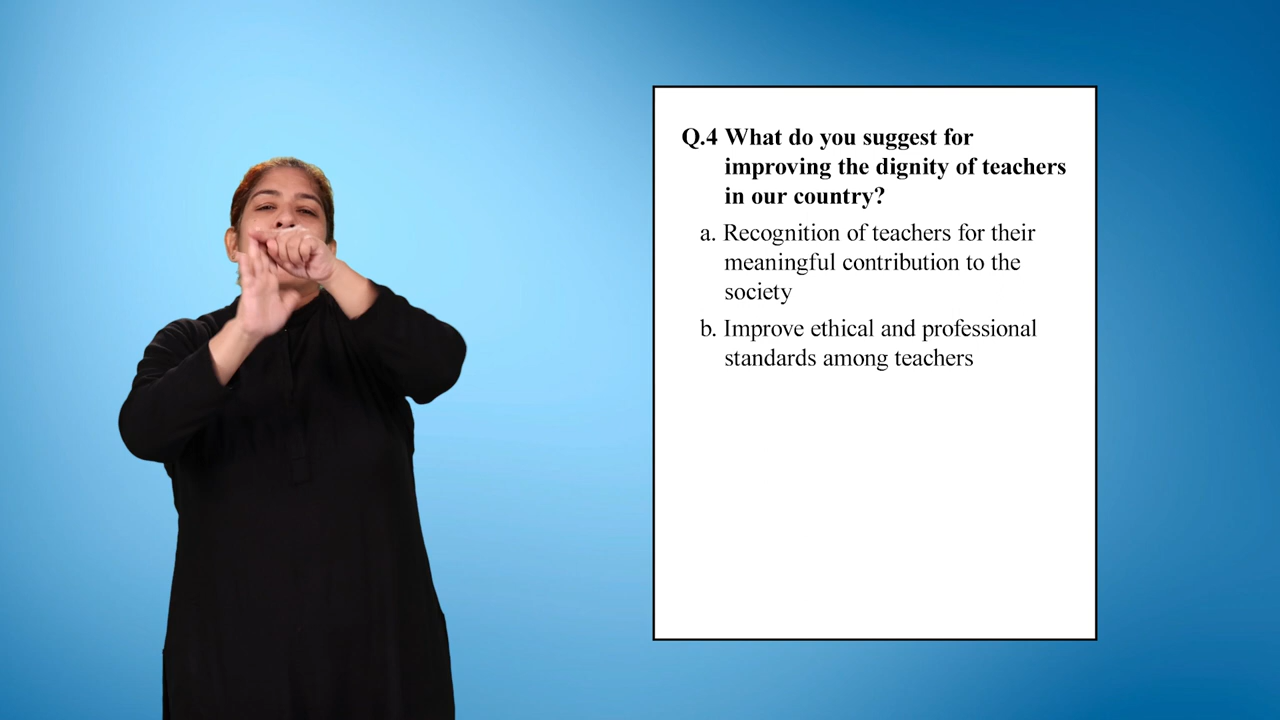 Q.4 What do you suggest for
improving the dignity of teachers
in our country?
a. Recognition of teachers for their
meaningful contribution to the
society
b. Improve ethical and professional
standards among teachers